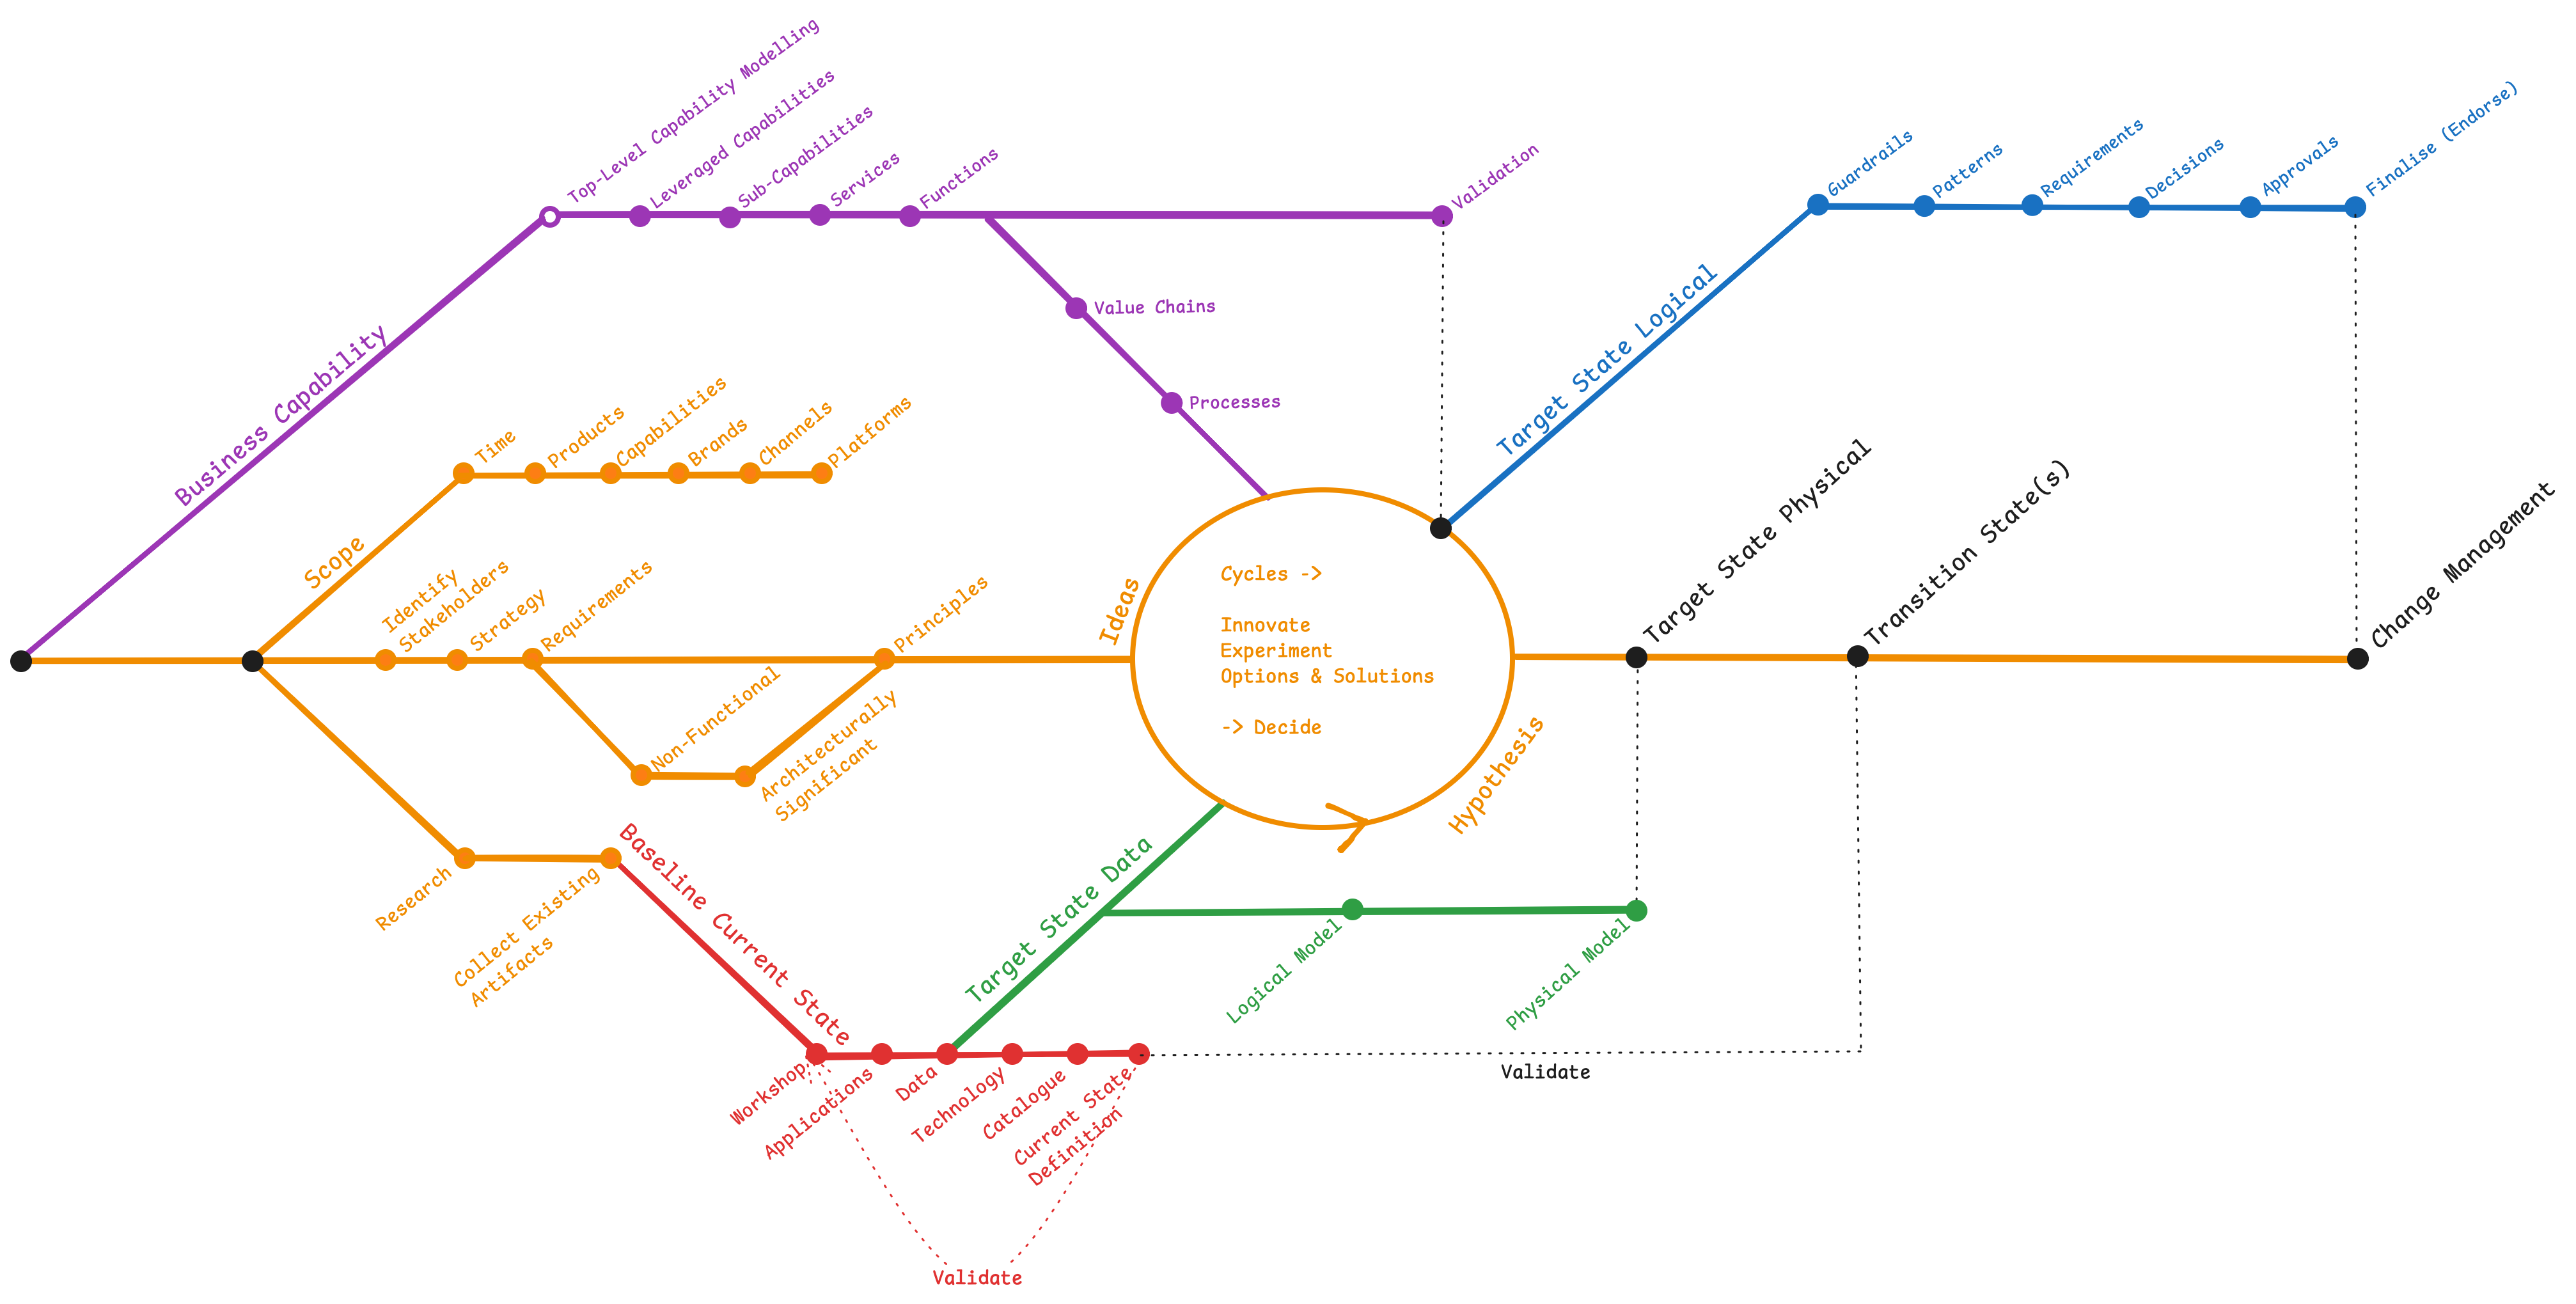 Top-Level Capability Modelling
Leveraged Capabilities
Sub-Capabilities
Services
Functions
Validation
Guardrails
Patterns
Requirements
Decisions
Approvals
Finalise (Endorse)
Business Capability
Value Chains
Processes
Target State Logical
Scope
Time
Products
Capabilities
Brands
Channels
Platforms
Identify
Stakeholders
Strategy
Requirements
Principles
Non-Functional
Architecturally
Significant
Ideas
Cycles ->
Innovate
Experiment
Options & Solutions
-> Decide
Hypothesis
Target State Physical
Transition State(s)
Change Management
Research
Collect Existing
Artifacts
Baseline Current State
Target State Data
Logical Model
Physical Model
Workshop
Applications
Data
Technology
Catalogue
Current State
Definition
Validate
Validate